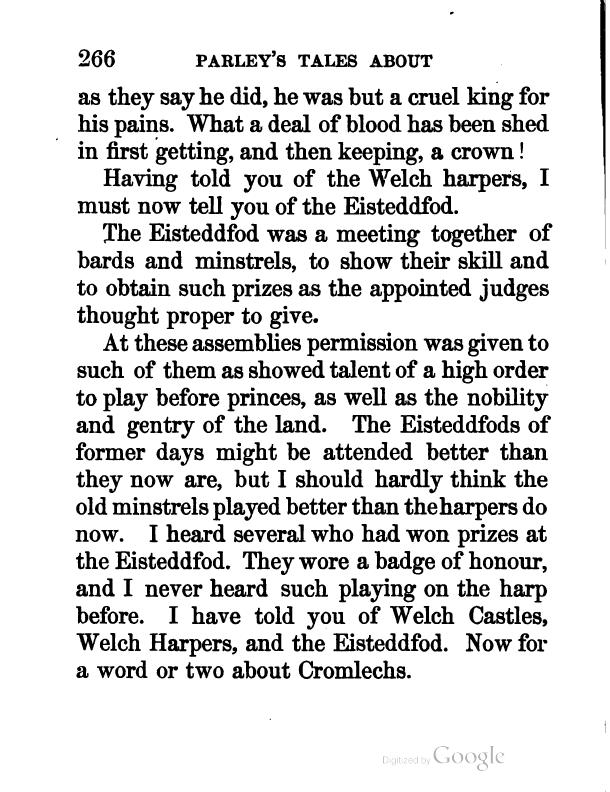 266 PARLEY'S TALES ABOUT
as they say he did, he was but a cruel king for
his pains. What a deal of blood has been shed
in first getting, and then keeping, a crown!
Having told you of the Welch harpers, I
must now tell you of the Eisteddfod.
The Eisteddfod was a meeting together of
bards and minstrels, to show their skill and
to obtain such prizes as the appointed judges
thought proper to give.
At these assemblies permission was given to
such of them as showed talent of a high order
to play before princes, as well as the nobility
and gentry of the land. The Eisteddfods of
former days might be attended better than
they now are, but I should hardly think the
old minstrels played better than the harpers do
now. I heard several who had won prizes at
the Eisteddfod. They wore a badge of honour,
and I never heard such playing on the harp
before. I have told you of Welch Castles,
Welch Harpers, and the Eisteddfod. Now for
a word or two about Cromlechs.
Digitized by Google